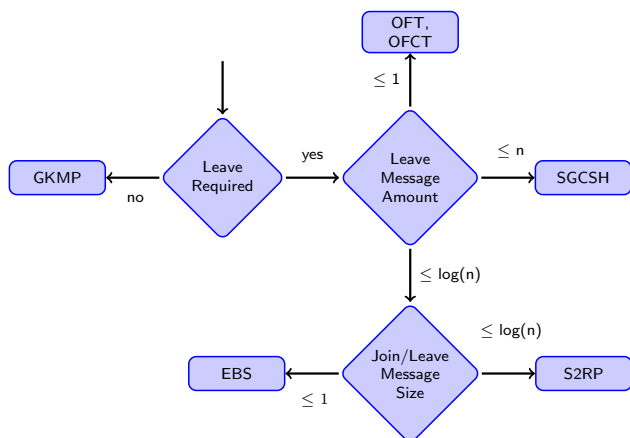 OFT,
OFCT
≤ 1
Leave
Required
yes
Leave
Message
Amount
≤ n
GKMP
no
SGCSH
≤ log(n)
Join/Leave
Message
Size
≤ log(n)
EBS
≤ 1
S2RP